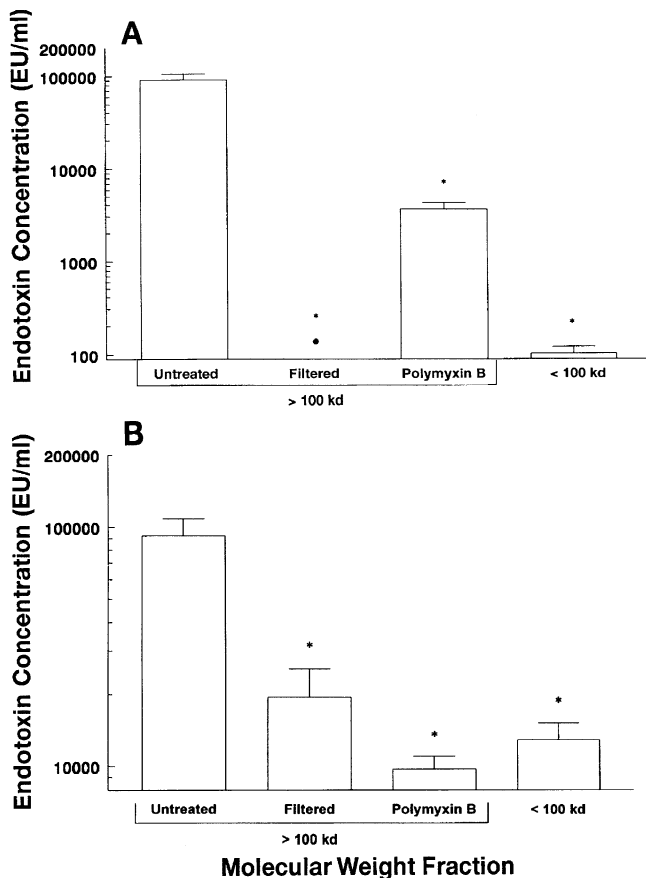 A
Endotoxin Concentration (EU/ml)
200000
100000
10000
1000
100
*
*
*
Untreated Filtered Polymyxin B < 100 kd
> 100 kd
B
Endotoxin Concentration (EU/ml)
200000
100000
10000
*
*
*
Untreated Filtered Polymyxin B < 100 kd
> 100 kd
Molecular Weight Fraction